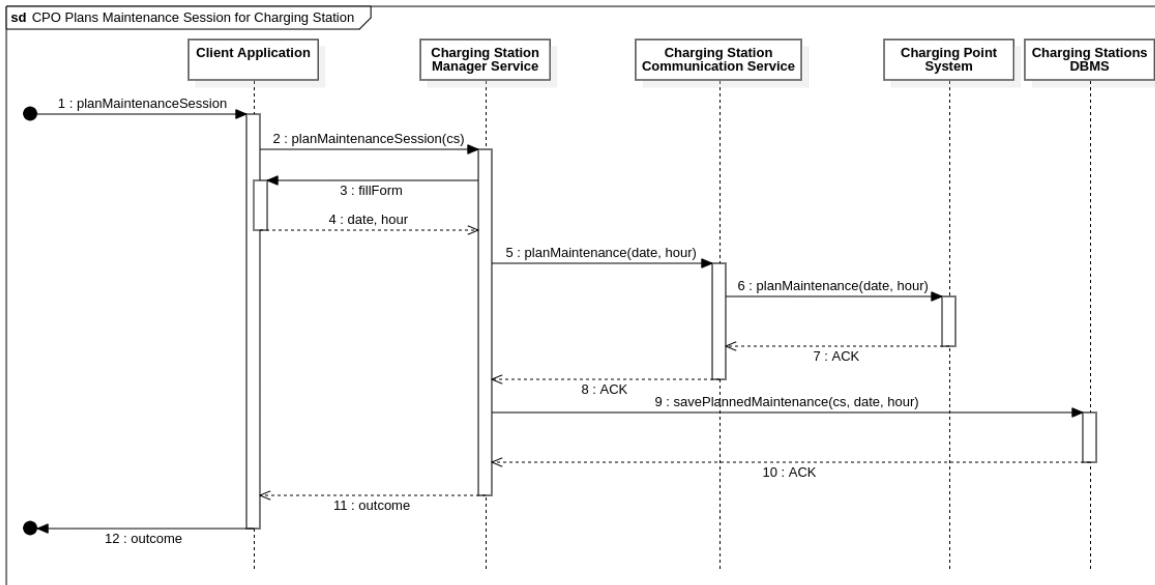 sd CPO Plans Maintenance Session for Charging Station
Client Application
Charging Station
Manager Service
Charging Station
Communication Service
Charging Point
System
Charging Stations
DBMS
1 : planMaintenanceSession
2 : planMaintenanceSession(cs)
3 : fillForm
4 : date, hour
5 : planMaintenance(date, hour)
6 : planMaintenance(date, hour)
7 : ACK
8 : ACK
9 : savePlannedMaintenance(cs, date, hour)
10 : ACK
11 : outcome
12 : outcome